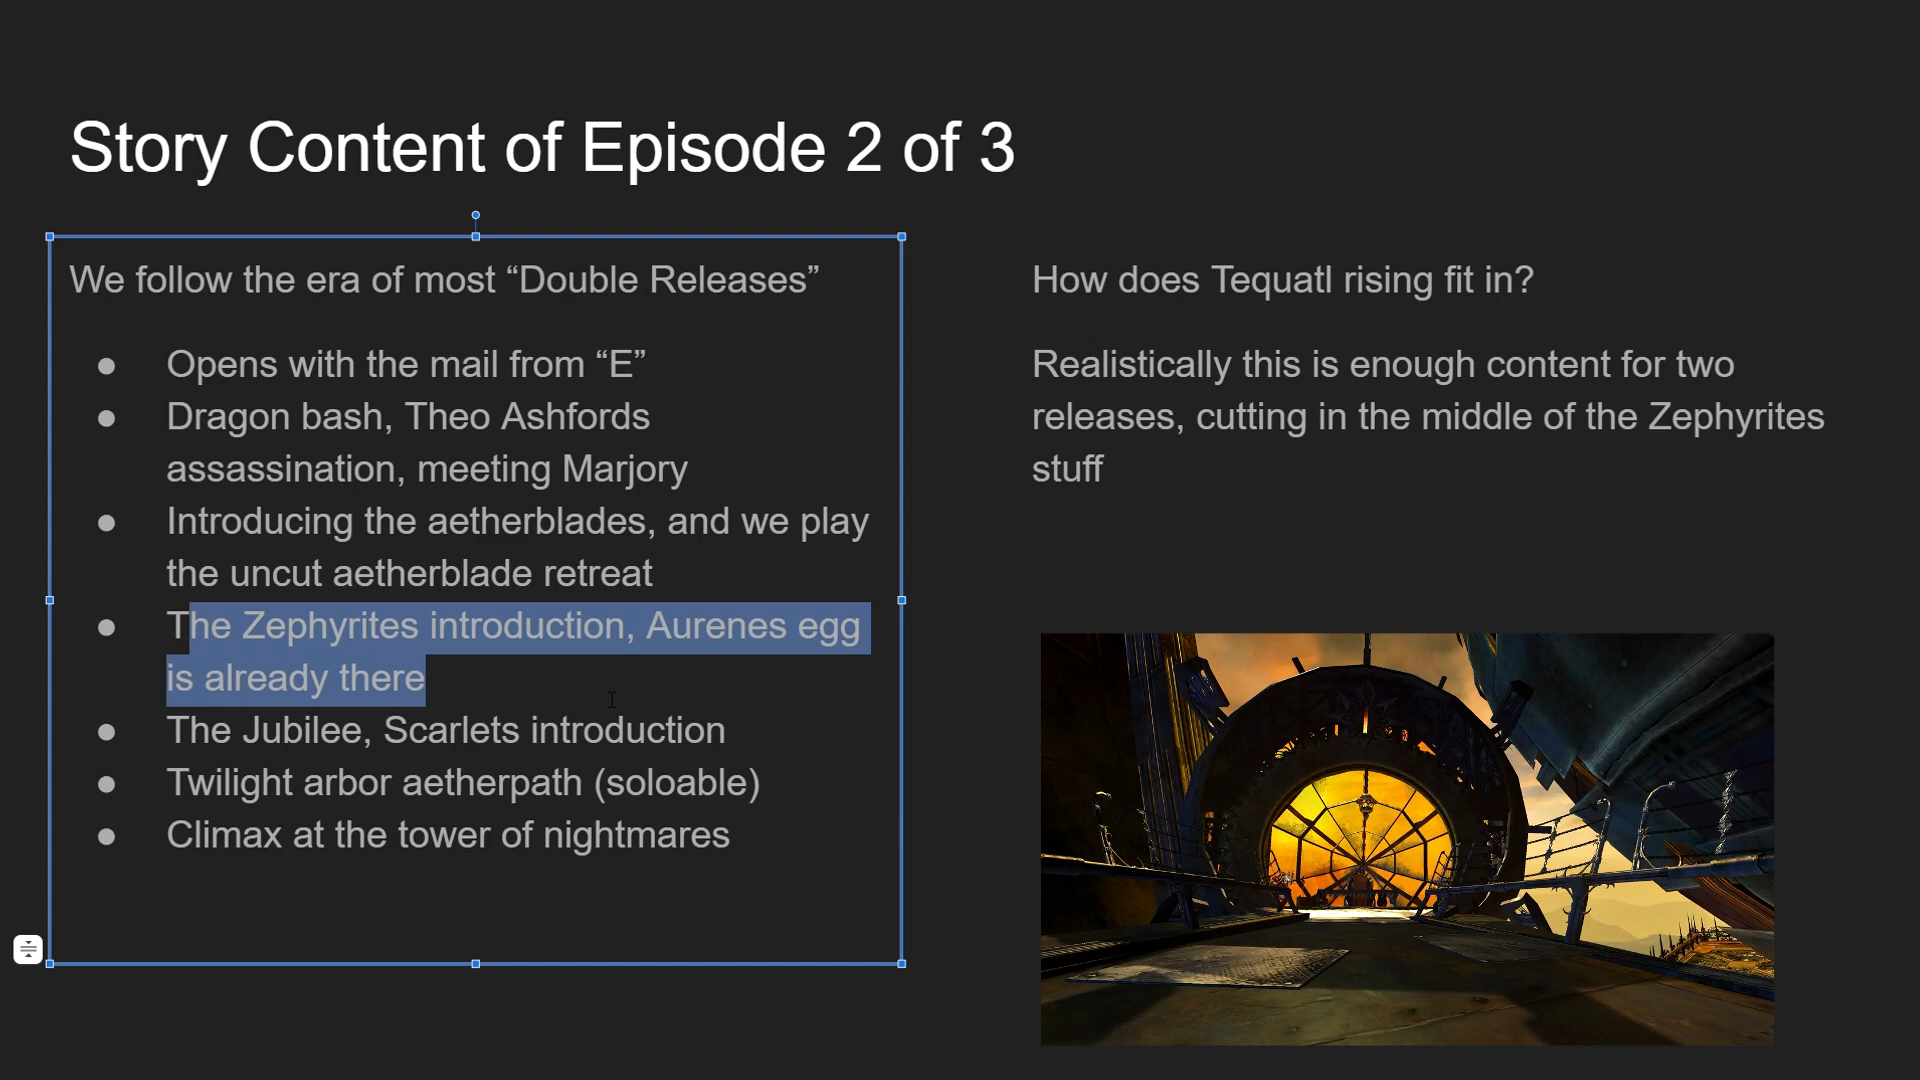 Story Content of Episode 2 of 3
We follow the era of most “Double Releases”
● Opens with the mail from “E”
● Dragon bash, Theo Ashfords
assassination, meeting Marjory
● Introducing the aetherblades, and we play
the uncut aetherblade retreat
● The Zephyrites introduction, Aurenes egg
is already there
● The Jubilee, Scarlets introduction
● Twilight arbor aetherpath (soloable)
● Climax at the tower of nightmares
How does Tequatl rising fit in?
Realistically this is enough content for two
releases, cutting in the middle of the Zephyrites
stuff